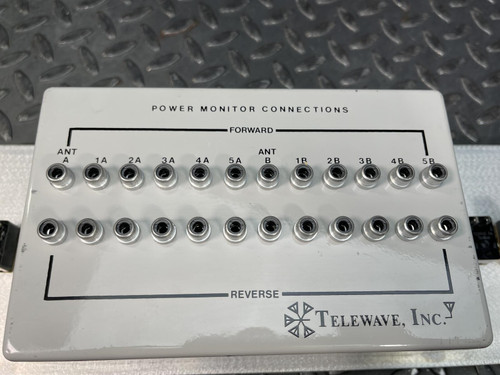 POWER MONITOR CONNECTIONS
FORWARD
ANT A 1A 2A 3A 4A 5A ANT B 1B 2B 3B 4B 5B
REVERSE
TELEWAVE, INC.